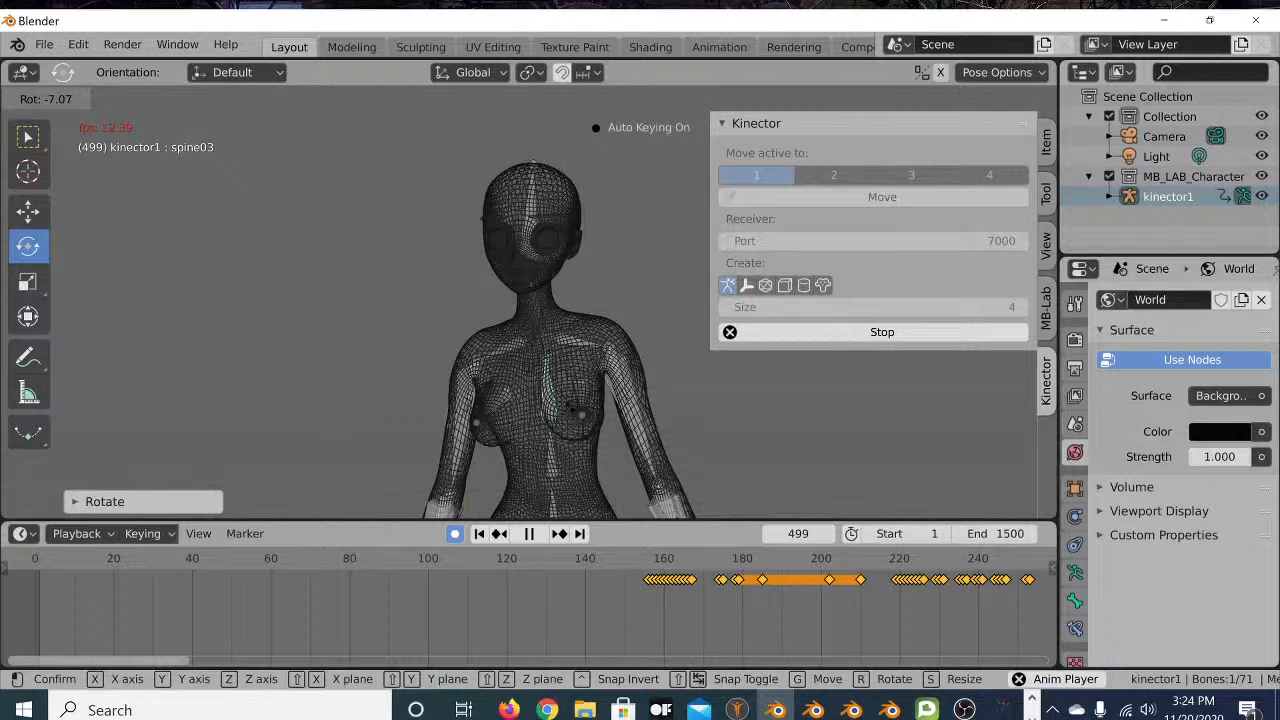 Blender
File Edit Render Window Help Layout Modeling Sculpting UV Editing Texture Paint Shading Animation Rendering Comp Scene View Layer
Orientation: Default Global X Pose Options
Rot: -7.07
fps: 12.39
(499) kinector1 : spine03
Auto Keying On
Kinector
Move active to:
1 2 3 4
Move
Receiver:
Port 7000
Create:
Size 4
Stop
Item
Tool
View
MB-Lab
Kinector
Scene Collection
Collection
Camera
Light
MB_LAB_Character
kinector1
Scene World
World
Surface
Use Nodes
Surface Backgro..
Color
Strength 1.000
Volume
Viewport Display
Custom Properties
Rotate
Playback Keying View Marker 499 Start 1 End 1500
0 20 40 60 80 100 120 140 160 180 200 220 240
Confirm X X axis Y Y axis Z Z axis X X plane Y Y plane Z Z plane ^ Snap Invert Snap Toggle G Move R Rotate S Resize Anim Player kinector1 | Bones:1/71 | Me
Search
3:24 PM
11/20/2020